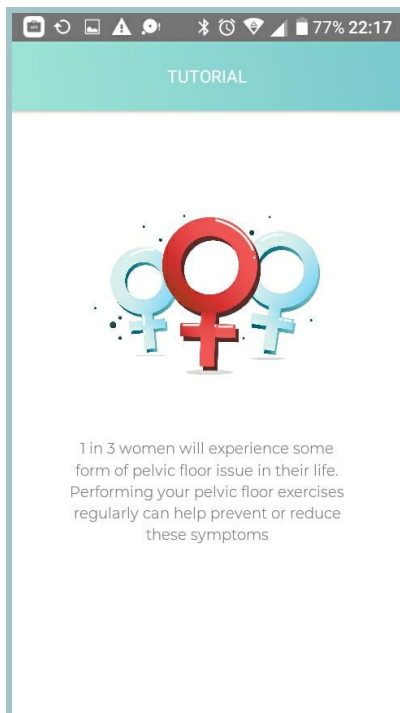 77% 22:17
TUTORIAL
1 in 3 women will experience some
form of pelvic floor issue in their life.
Performing your pelvic floor exercises
regularly can help prevent or reduce
these symptoms